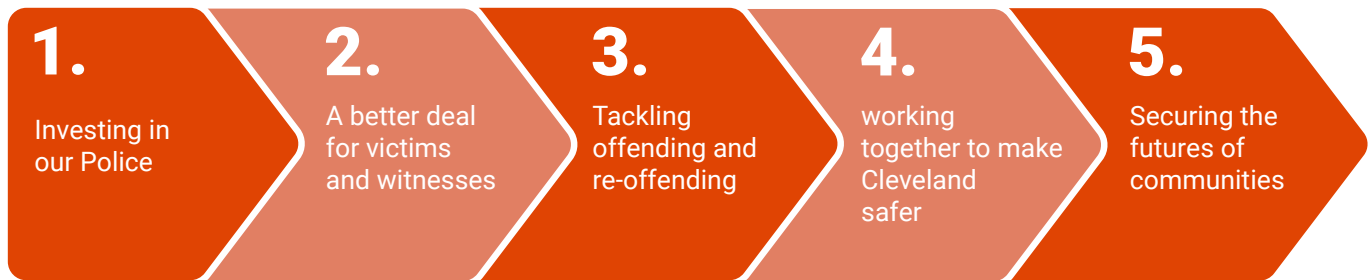 1.
Investing in
our Police
2.
A better deal
for victims
and witnesses
3.
Tackling
offending and
re-offending
4.
working
together to make
Cleveland
safer
5.
Securing the
futures of
communities